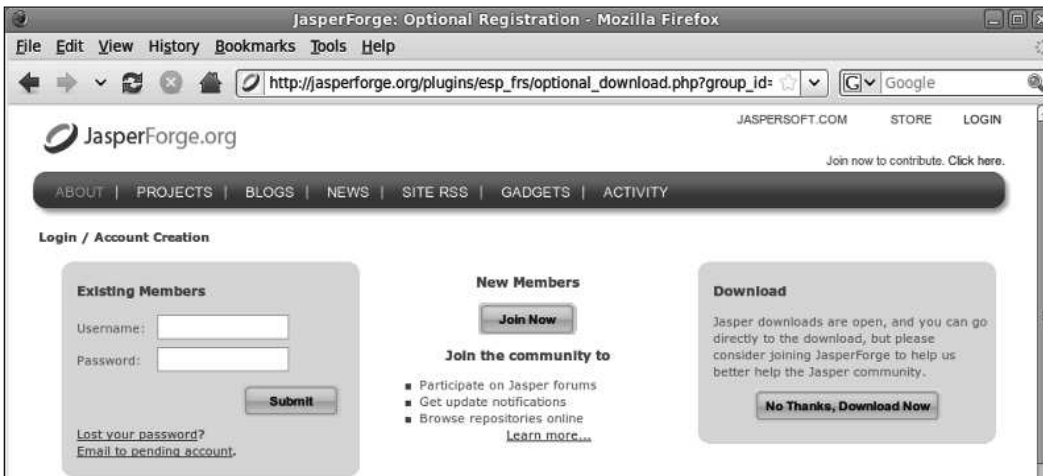 JasperForge: Optional Registration - Mozilla Firefox
File Edit View History Bookmarks Tools Help
http://jasperforge.org/plugins/esp_frs/optional_download.php?group_id=
G Google
JasperForge.org
JASPERSOFT.COM STORE LOGIN
Join now to contribute. Click here.
ABOUT | PROJECTS | BLOGS | NEWS | SITE RSS | GADGETS | ACTIVITY
Login / Account Creation
Existing Members
Username:
Password:
Submit
Lost your password?
Email to pending account.
New Members
Join Now
Join the community to
Participate on Jasper forums
Get update notifications
Browse repositories online
Learn more...
Download
Jasper downloads are open, and you can go
directly to the download, but please
consider joining JasperForge to help us
better help the Jasper community.
No Thanks, Download Now